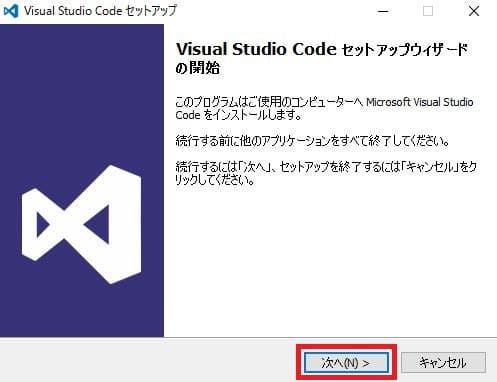 Visual Studio Code セットアップ
Visual Studio Code セットアップウィザード
の開始
このプログラムはご使用のコンピューターへ Microsoft Visual Studio
Code をインストールします。
続行する前に他のアプリケーションをすべて終了してください。
続行するには「次へ」、セットアップを終了するには「キャンセル」をク
リックしてください。
次へ(N) >
キャンセル